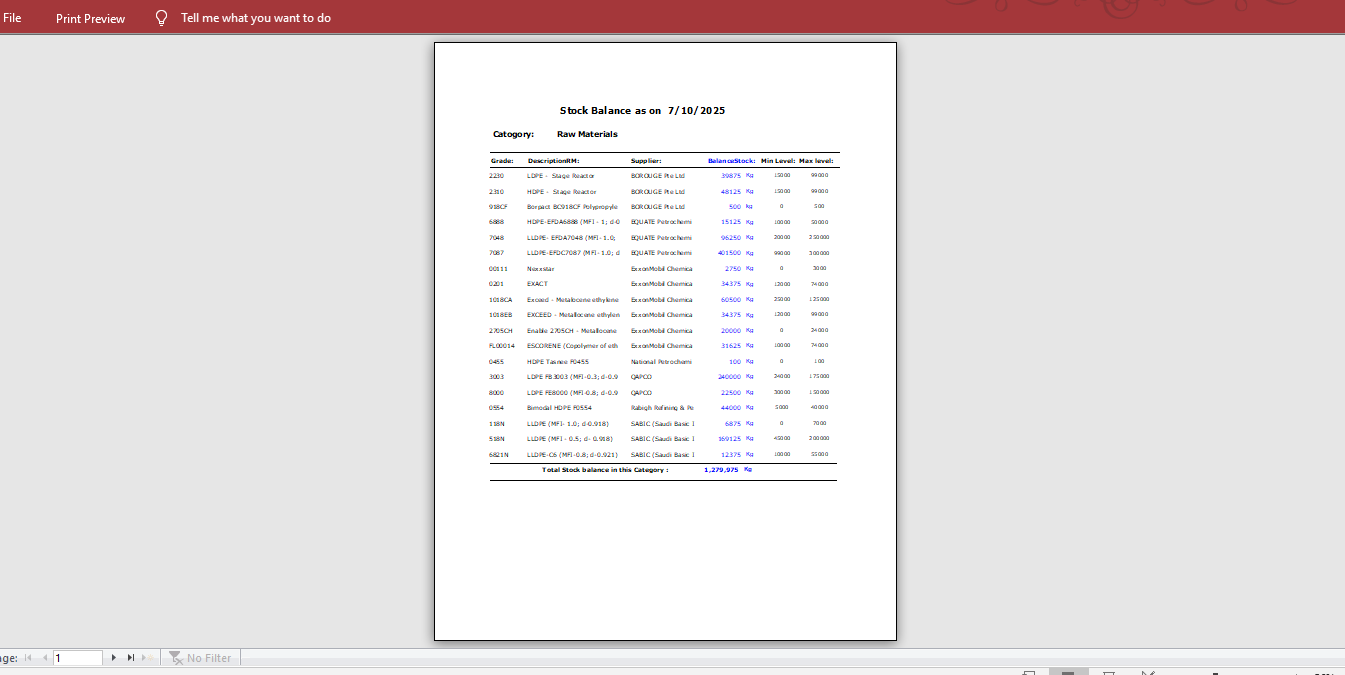 File Print Preview Tell me what you want to do
Stock Balance as on 7/10/2025
Catogory: Raw Materials
Grade: DescriptionRM: Supplier: BalanceStock: Min Level: Max level:
2230 LDPE - Stage Reactor BOROUGE Pte Ltd 39875 Kg 15000 99000
2310 HDPE - Stage Reactor BOROUGE Pte Ltd 48125 Kg 15000 99000
918CF Borpact BC918CF Polypropyle BOROUGE Pte Ltd 500 Kg 0 500
6888 HDPE-EFDA6888 (MFI - 1; d-0 EQUATE Petrochemi 15125 Kg 10000 50000
7048 LLDPE- EFDA7048 (MFI-1.0; EQUATE Petrochemi 96250 Kg 20000 250000
7087 LLDPE-EFDC7087 (MFI-1.0; d EQUATE Petrochemi 401500 Kg 99000 300000
00111 Nexxstar ExxonMobil Chemica 2750 Kg 0 3000
0201 EXACT ExxonMobil Chemica 34375 Kg 12000 74000
1018CA Exceed - Metalocene ethylene ExxonMobil Chemica 60500 Kg 25000 125000
1018EB EXCEED - Metallocene ethylen ExxonMobil Chemica 34375 Kg 12000 99000
2705CH Enable 2705CH - Metallocene ExxonMobil Chemica 20000 Kg 0 24000
FL00014 ESCORENE (Copolymer of eth ExxonMobil Chemica 31625 Kg 10000 74000
0455 HDPE Tasnee F0455 National Petrochemi 100 Kg 0 100
3003 LDPE FB3003 (MFI-0.3; d-0.9 QAPCO 240000 Kg 24000 175000
8000 LDPE FE8000 (MFI-0.8; d-0.9 QAPCO 22500 Kg 30000 150000
0554 Bimodal HDPE F0554 Rabigh Refining & Pe 44000 Kg 5000 40000
118N LLDPE (MFI- 1.0; d-0.918) SABIC (Saudi Basic I 6875 Kg 0 7000
518N LLDPE (MFI - 0.5; d- 0.918) SABIC (Saudi Basic I 169125 Kg 45000 200000
6821N LLDPE-C6 (MFI-0.8; d-0.921) SABIC (Saudi Basic I 12375 Kg 10000 55000
Total Stock balance in this Category : 1,279,975 Kg
age: 1 No Filter